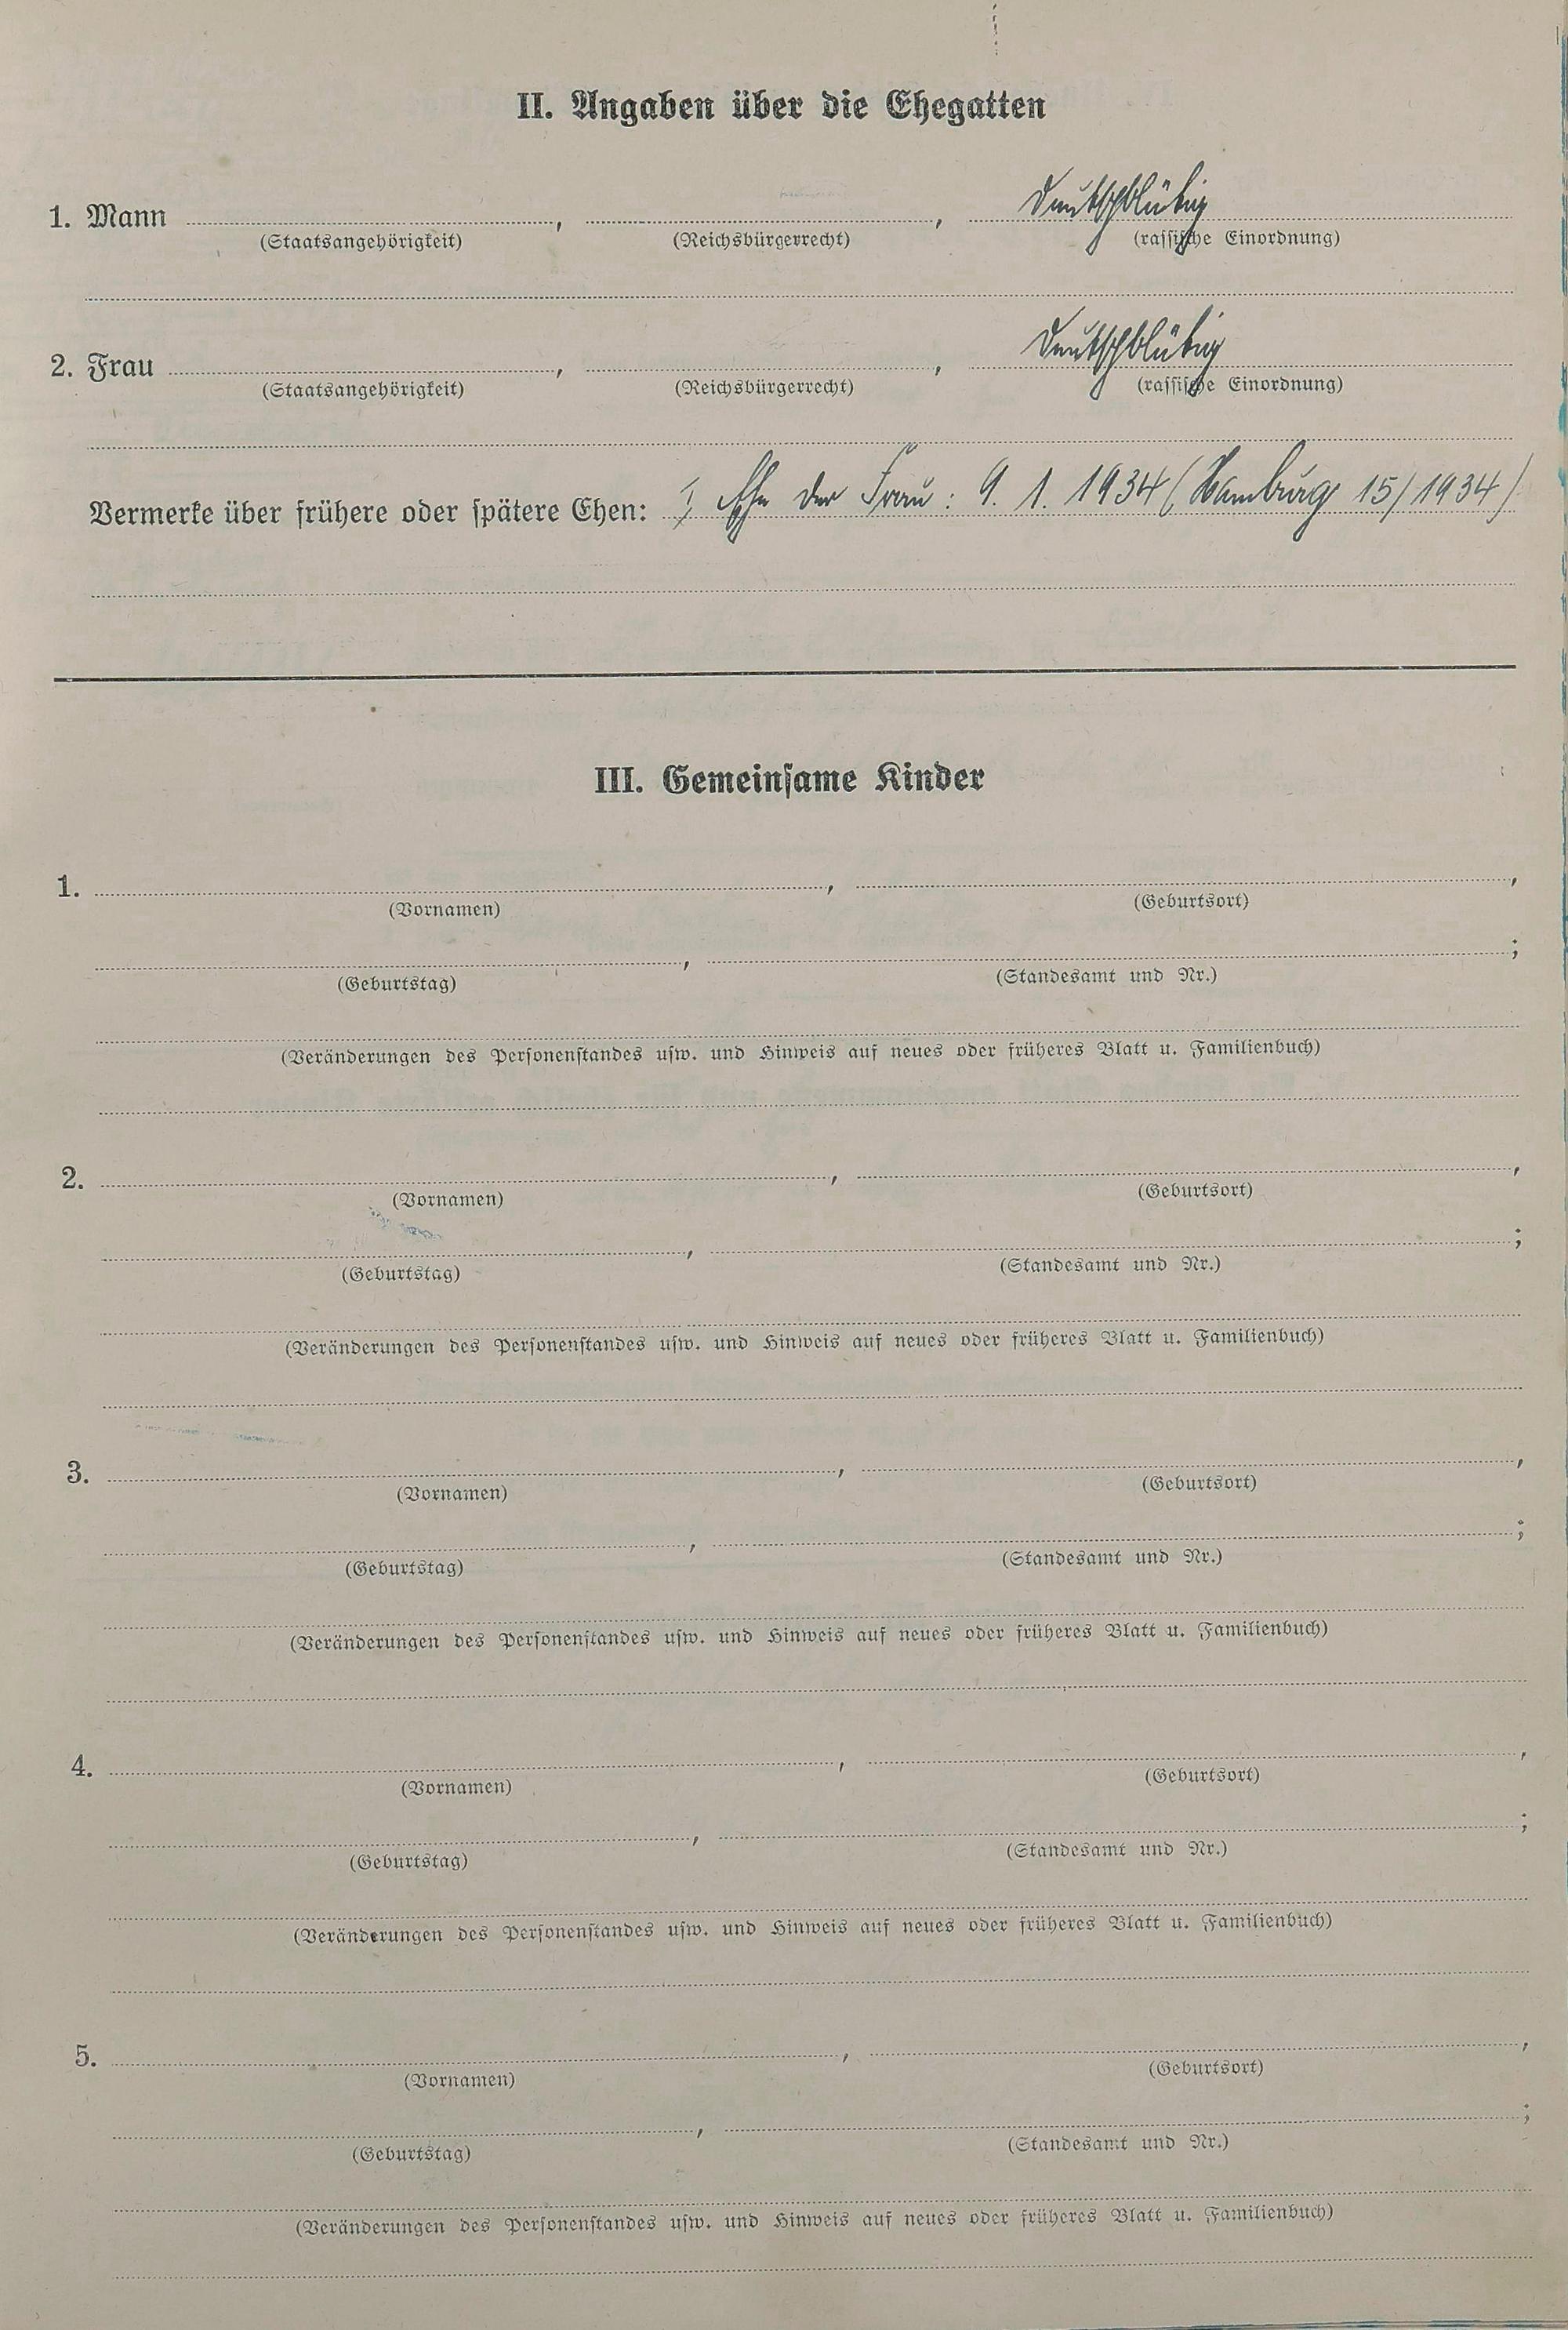 II. Angaben über die Ehegatten
deutschblütig
1. Mann , ,
(Staatsangehörigkeit) (Reichsbürgerrecht) (rassische Einordnung)
deutschblütig
2. Frau , ,
(Staatsangehörigkeit) (Reichsbürgerrecht) (rassische Einordnung)
Vermerke über frühere oder spätere Ehen: I. Ehe der Frau: 9. 1. 1934 (Hamburg 15/1934)
III. Gemeinsame Kinder
1. , ,
(Vornamen) (Geburtsort)
, ;
(Geburtstag) (Standesamt und Nr.)
(Veränderungen des Personenstandes usw. und Hinweis auf neues oder früheres Blatt u. Familienbuch)
2. , ,
(Vornamen) (Geburtsort)
, ;
(Geburtstag) (Standesamt und Nr.)
(Veränderungen des Personenstandes usw. und Hinweis auf neues oder früheres Blatt u. Familienbuch)
3. , ,
(Vornamen) (Geburtsort)
, ;
(Geburtstag) (Standesamt und Nr.)
(Veränderungen des Personenstandes usw. und Hinweis auf neues oder früheres Blatt u. Familienbuch)
4. , ,
(Vornamen) (Geburtsort)
, ;
(Geburtstag) (Standesamt und Nr.)
(Veränderungen des Personenstandes usw. und Hinweis auf neues oder früheres Blatt u. Familienbuch)
5. , ,
(Vornamen) (Geburtsort)
, ;
(Geburtstag) (Standesamt und Nr.)
(Veränderungen des Personenstandes usw. und Hinweis auf neues oder früheres Blatt u. Familienbuch)